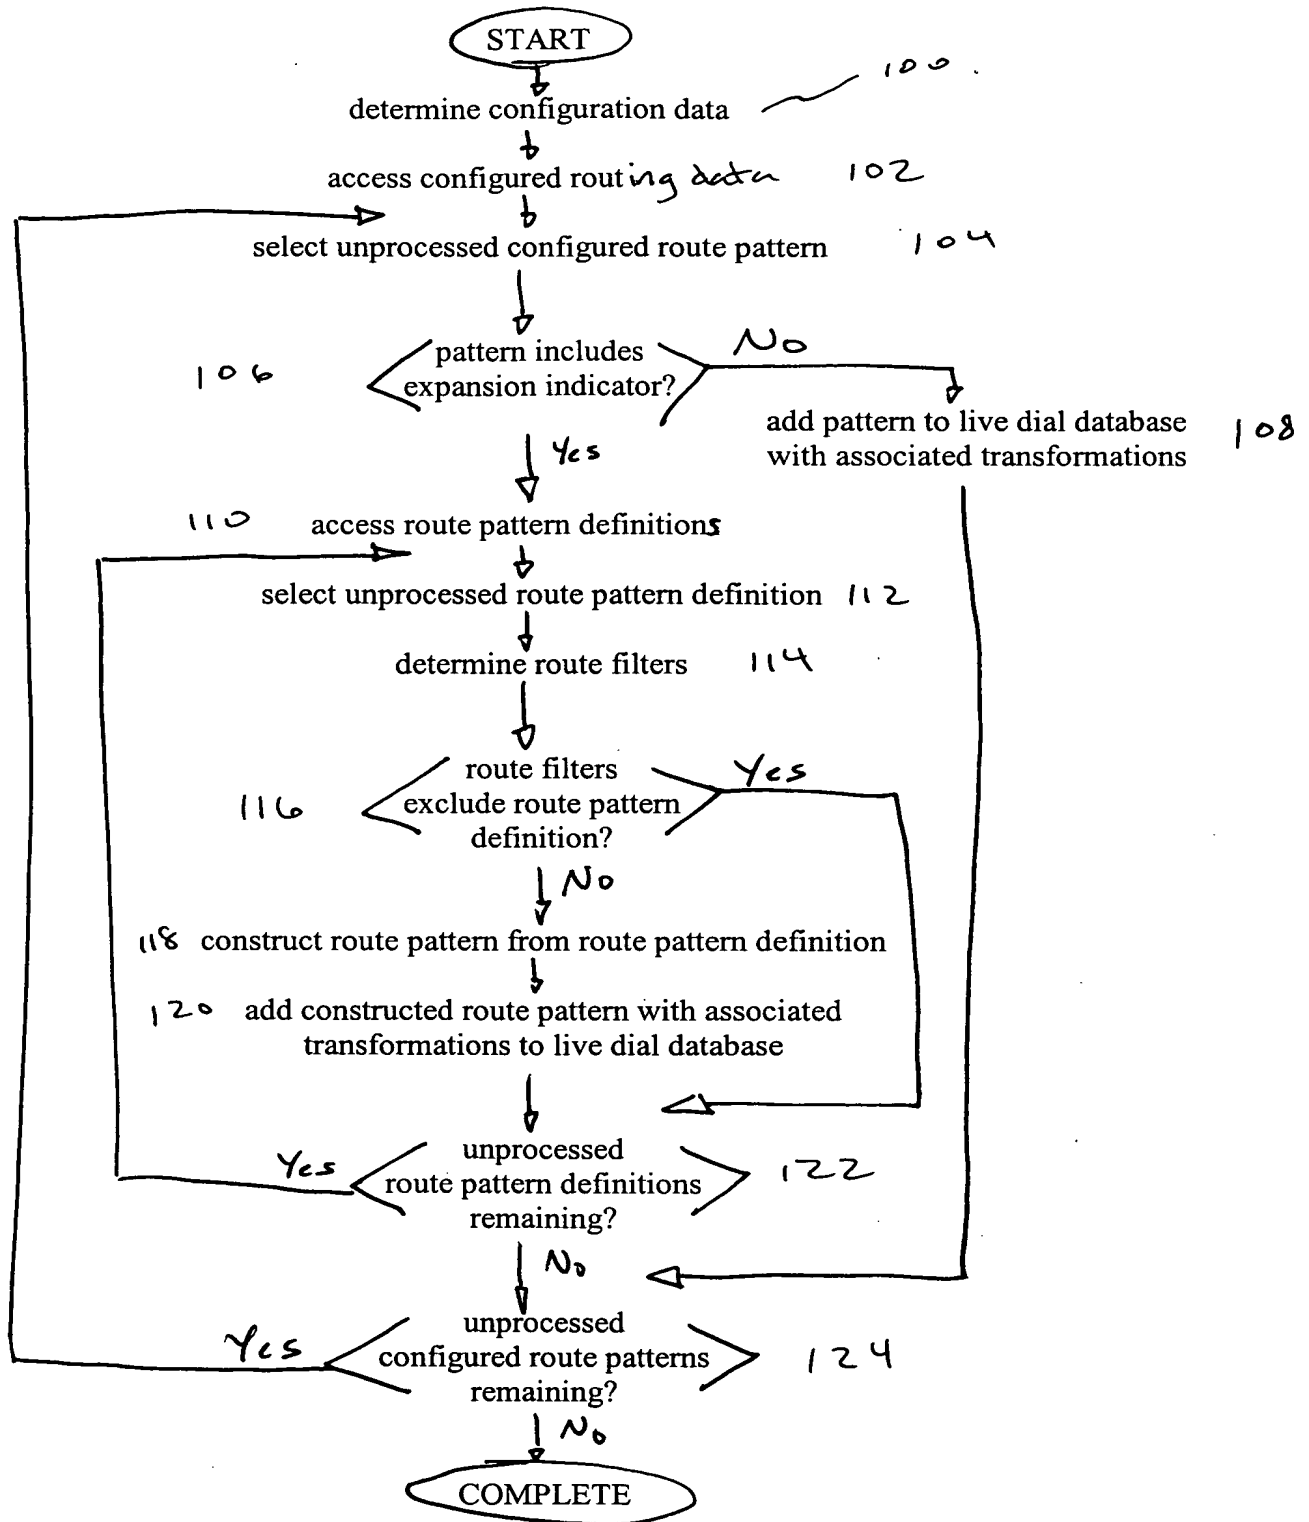 START
100.
determine configuration data
access configured routing data 102
select unprocessed configured route pattern 104
106 pattern includes No
expansion indicator?
add pattern to live dial database 108
with associated transformations
Yes
110 access route pattern definitions
select unprocessed route pattern definition 112
determine route filters 114
route filters Yes
116 exclude route pattern
definition?
No
118 construct route pattern from route pattern definition
120 add constructed route pattern with associated
transformations to live dial database
unprocessed
Yes route pattern definitions 122
remaining?
No
unprocessed
Yes configured route patterns 124
remaining?
No
COMPLETE